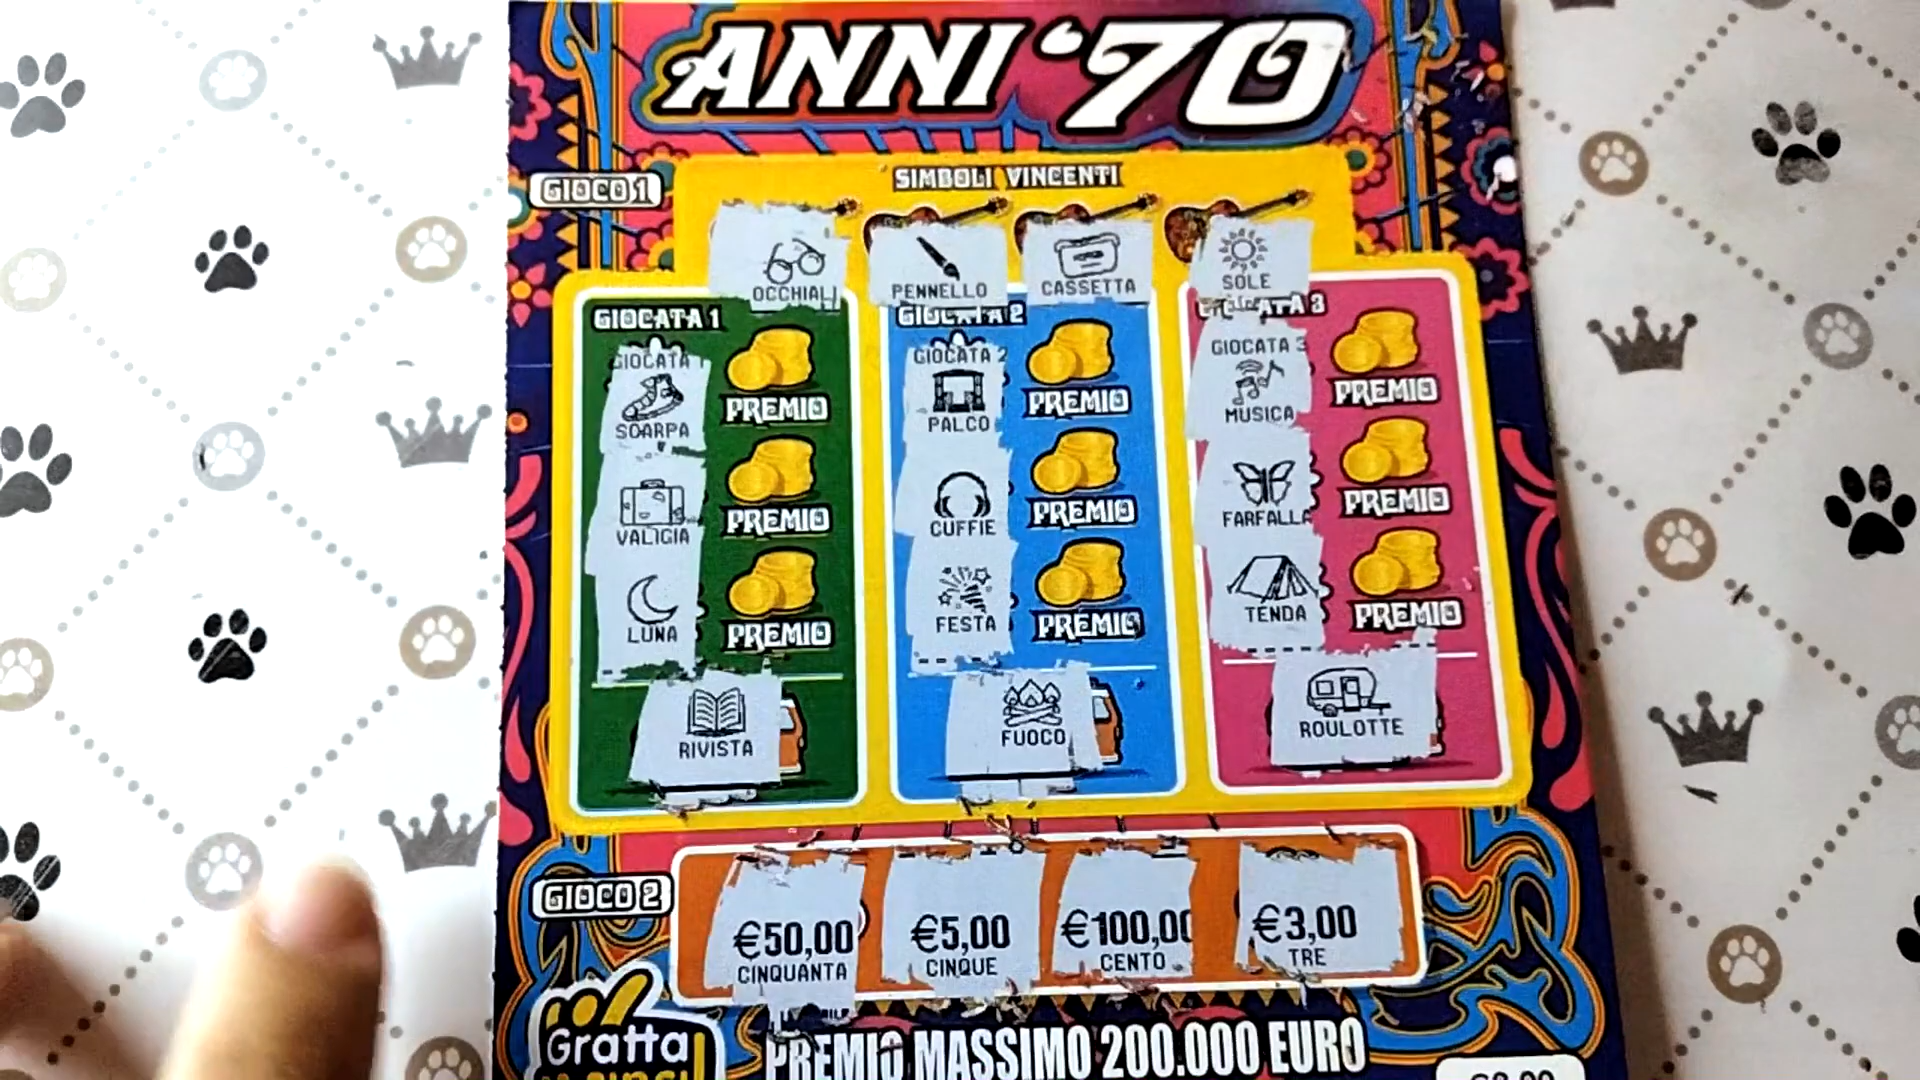 ANNI '70
GIOCO 1
SIMBOLI VINCENTI
OCCHIALI
PENNELLO
CASSETTA
SOLE
GIOCATA 1
GIOCATA 1
SCARPA
PREMIO
VALIGIA
PREMIO
LUNA
PREMIO
RIVISTA
GIOCATA 2
GIOCATA 2
PALCO
PREMIO
CUFFIE
PREMIO
FESTA
PREMIO
FUOCO
GIOCATA 3
GIOCATA 3
MUSICA
PREMIO
FARFALLA
PREMIO
TENDA
PREMIO
ROULOTTE
GIOCO 2
€50,00
CINQUANTA
€5,00
CINQUE
€100,00
CENTO
€3,00
TRE
Gratta
PREMIO MASSIMO 200.000 EURO